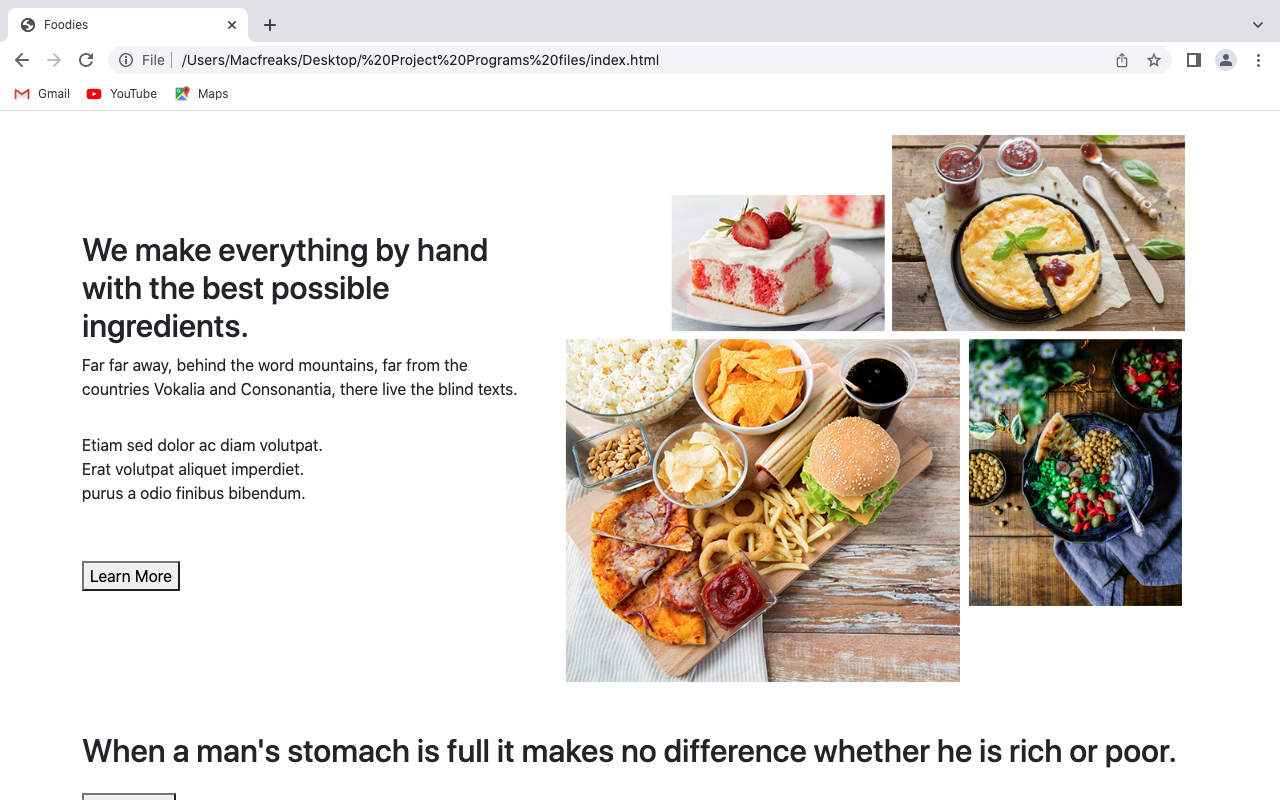 Foodies
File
/Users/Macfreaks/Desktop/%20Project%20Programs%20files/index.html
Gmail
YouTube
Maps
We make everything by hand
with the best possible
ingredients.
Far far away, behind the word mountains, far from the
countries Vokalia and Consonantia, there live the blind texts.
Etiam sed dolor ac diam volutpat.
Erat volutpat aliquet imperdiet.
purus a odio finibus bibendum.
Learn More
When a man's stomach is full it makes no difference whether he is rich or poor.